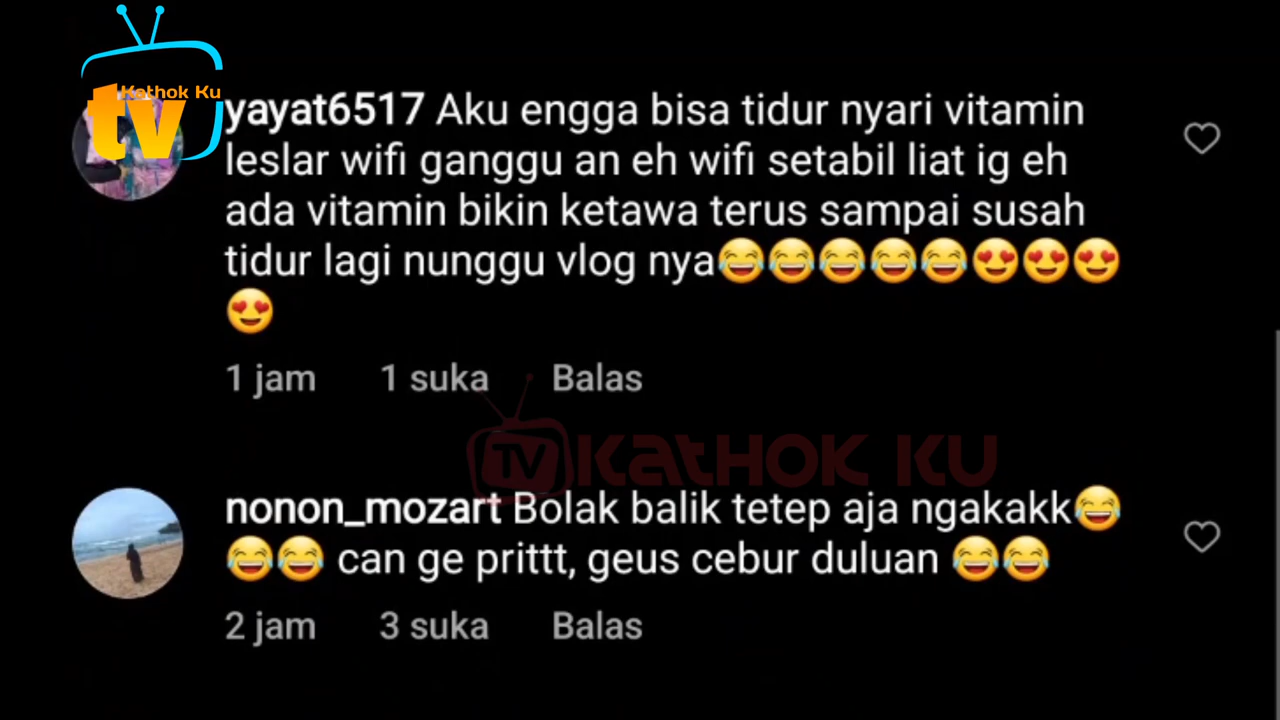 Kathok Ku
tv
yayat6517 Aku engga bisa tidur nyari vitamin
leslar wifi ganggu an eh wifi setabil liat ig eh
ada vitamin bikin ketawa terus sampai susah
tidur lagi nunggu vlog nya😂😂😂😂😂😍😍😍
😍
1 jam 1 suka Balas
TV KATHOK KU
nonon_mozart Bolak balik tetep aja ngakakk😂
😂😂 can ge prittt, geus cebur duluan 😂😂
2 jam 3 suka Balas